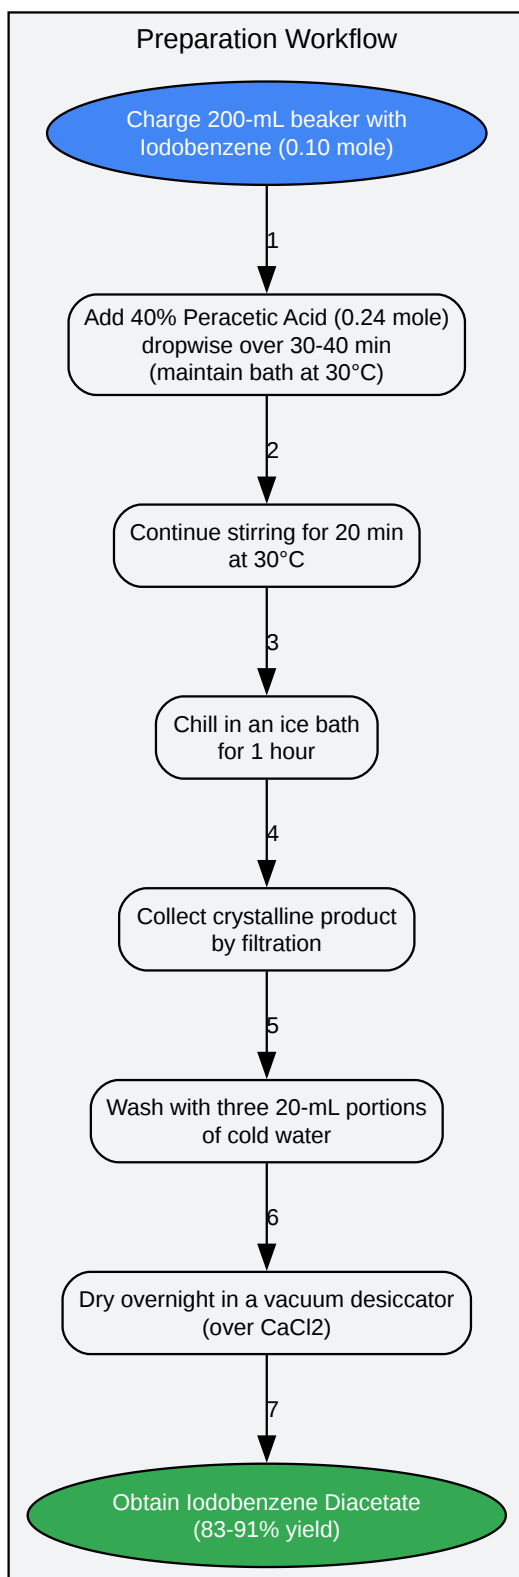 Preparation Workflow
Charge 200-mL beaker with
Iodobenzene (0.10 mole)
1
Add 40% Peracetic Acid (0.24 mole)
dropwise over 30-40 min
(maintain bath at 30°C)
2
Continue stirring for 20 min
at 30°C
3
Chill in an ice bath
for 1 hour
4
Collect crystalline product
by filtration
5
Wash with three 20-mL portions
of cold water
6
Dry overnight in a vacuum desiccator
(over CaCl2)
7
Obtain Iodobenzene Diacetate
(83-91% yield)